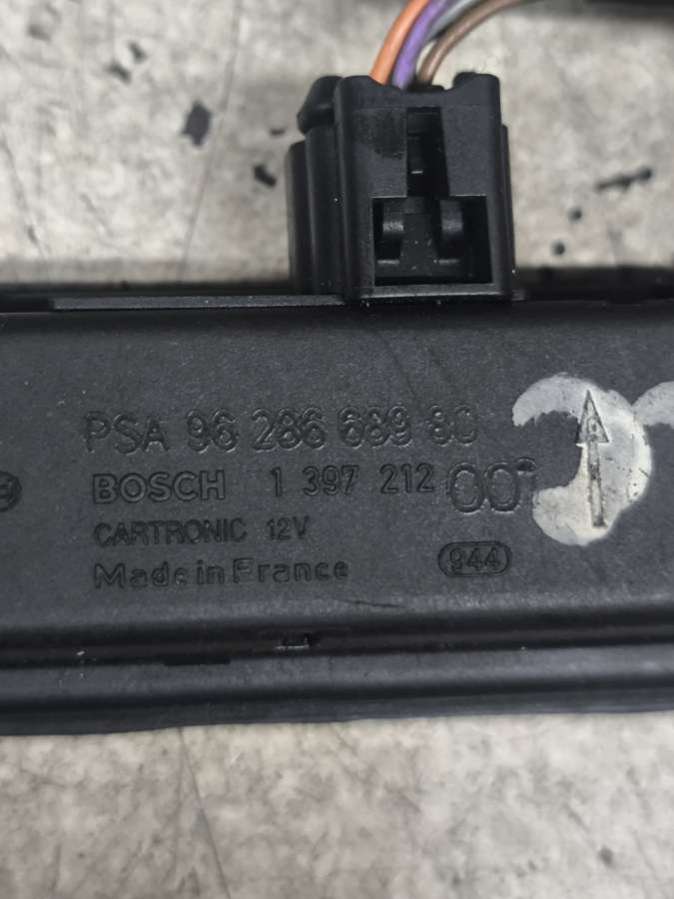 PSA 96 286 689 80
BOSCH 1 397 212 00
CARTRONIC 12V
Made in France 944